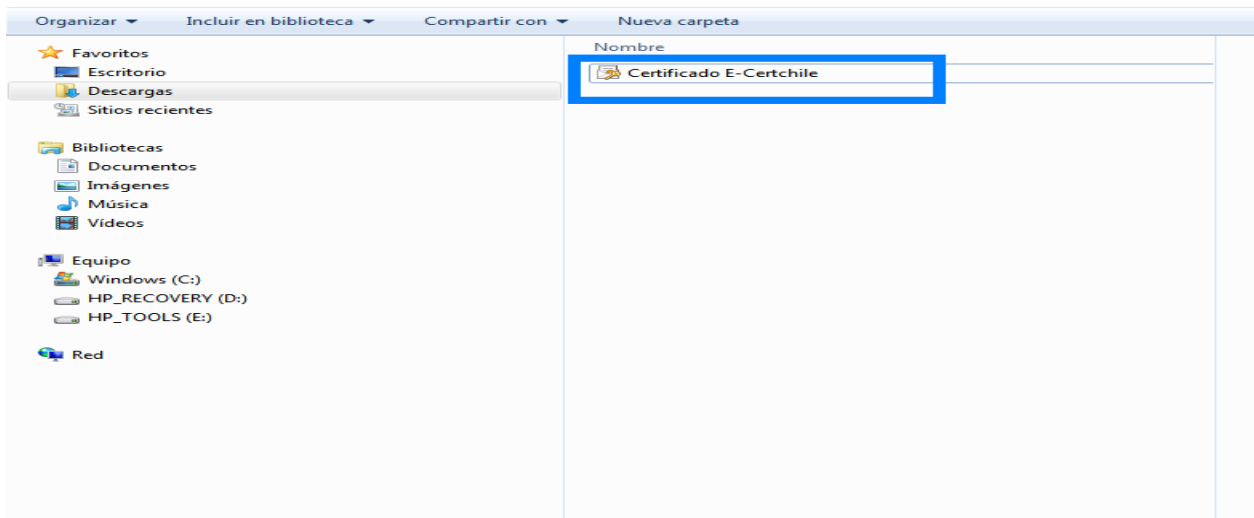 Organizar Incluir en biblioteca Compartir con Nueva carpeta
Favoritos
Escritorio
Descargas
Sitios recientes
Bibliotecas
Documentos
Imágenes
Música
Vídeos
Equipo
Windows (C:)
HP_RECOVERY (D:)
HP_TOOLS (E:)
Red
Nombre
Certificado E-Certchile